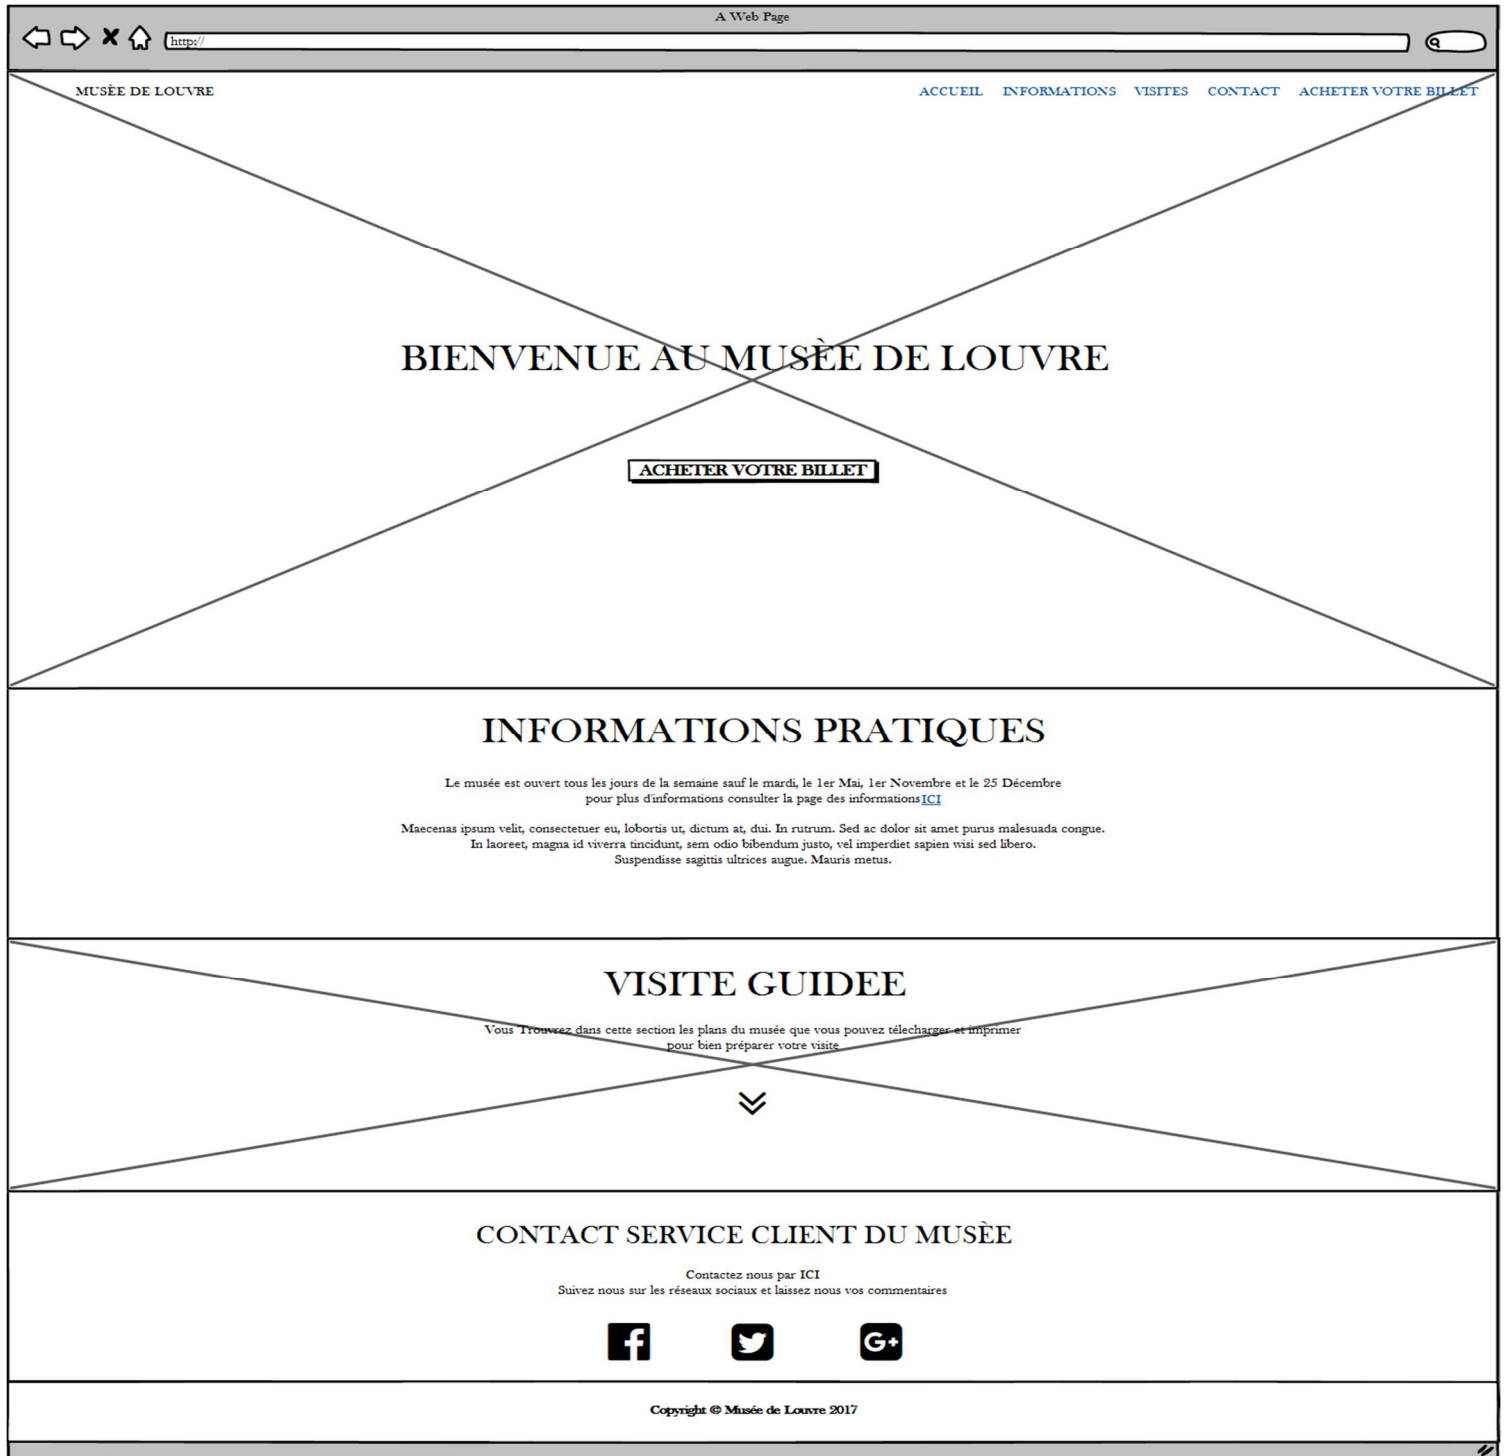 A Web Page
http://
MUSÈE DE LOUVRE
ACCUEIL INFORMATIONS VISITES CONTACT ACHETER VOTRE BILLET
BIENVENUE AU MUSÈE DE LOUVRE
ACHETER VOTRE BILLET
INFORMATIONS PRATIQUES
Le musée est ouvert tous les jours de la semaine sauf le mardi, le 1er Mai, 1er Novembre et le 25 Décembre
pour plus d'informations consulter la page des informationsICI
Maecenas ipsum velit, consectetuer eu, lobortis ut, dictum at, dui. In rutrum. Sed ac dolor sit amet purus malesuada congue.
In laoreet, magna id viverra tincidunt, sem odio bibendum justo, vel imperdiet sapien wisi sed libero.
Suspendisse sagittis ultrices augue. Mauris metus.
VISITE GUIDEE
Vous Trouvrez dans cette section les plans du musée que vous pouvez télecharger et imprimer
pour bien préparer votre visite
CONTACT SERVICE CLIENT DU MUSÈE
Contactez nous par ICI
Suivez nous sur les réseaux sociaux et laissez nous vos commentaires
G+
Copyright © Musée de Louvre 2017